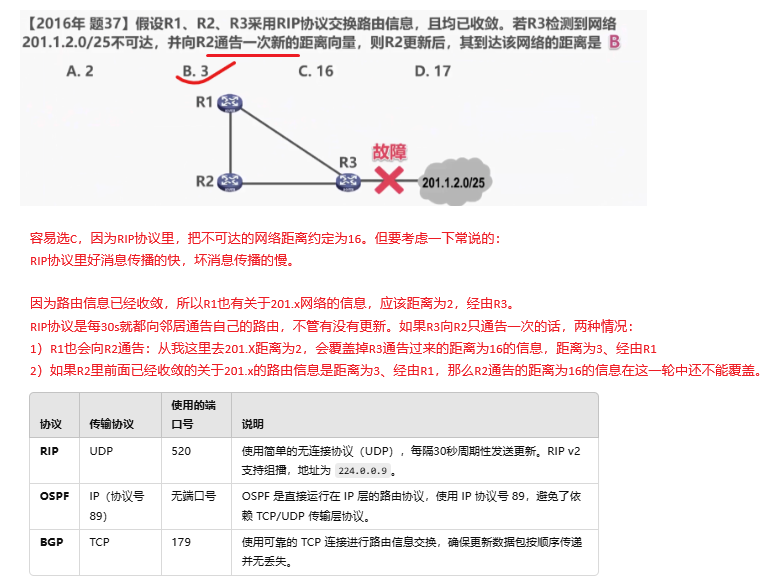 【2016年 题37】假设R1、R2、R3采用RIP协议交换路由信息，且均已收敛。若R3检测到网络
201.1.2.0/25不可达，并向R2通告一次新的距离向量，则R2更新后，其到达该网络的距离是 B
A. 2 B. 3 C. 16 D. 17
R1
故障
R3
R2
201.1.2.0/25
容易选C，因为RIP协议里，把不可达的网络距离约定为16。但要考虑一下常说的：
RIP协议里好消息传播的快，坏消息传播的慢。
因为路由信息已经收敛，所以R1也有关于201.x网络的信息，应该距离为2，经由R3。
RIP协议是每30s就都向邻居通告自己的路由，不管有没有更新。如果R3向R2只通告一次的话，两种情况：
1）R1也会向R2通告：从我这里去201.X距离为2，会覆盖掉R3通告过来的距离为16的信息，距离为3、经由R1
2）如果R2里前面已经收敛的关于201.x的路由信息是距离为3、经由R1，那么R2通告的距离为16的信息在这一轮中还不能覆盖。
协议 传输协议 使用的端
口号 说明
RIP UDP 520 使用简单的无连接协议（UDP），每隔30秒周期性发送更新。RIP v2
支持组播，地址为 224.0.0.9 。
OSPF IP（协议号
89） 无端口号 OSPF 是直接运行在 IP 层的路由协议，使用 IP 协议号 89，避免了依
赖 TCP/UDP 传输层协议。
BGP TCP 179 使用可靠的 TCP 连接进行路由信息交换，确保更新数据包按顺序传递
并无丢失。